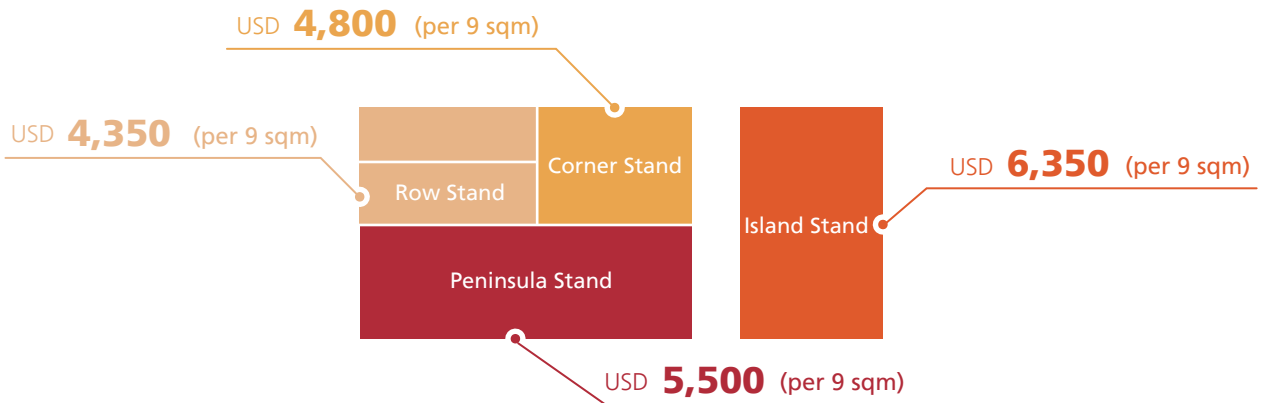 USD 4,800 (per 9 sqm)
USD 4,350 (per 9 sqm)
Corner Stand
Row Stand
USD 6,350 (per 9 sqm)
Island Stand
Peninsula Stand
USD 5,500 (per 9 sqm)